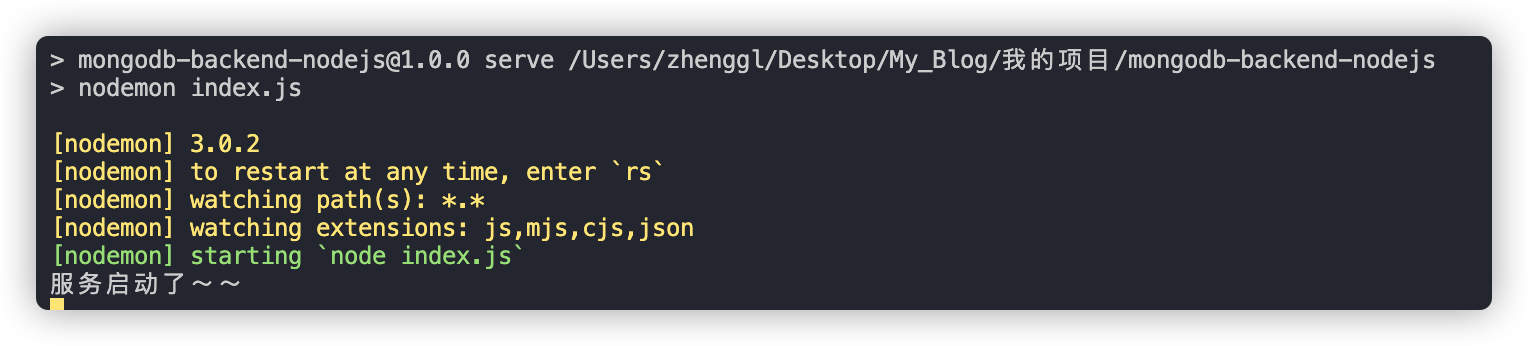 > mongodb-backend-nodejs@1.0.0 serve /Users/zhenggl/Desktop/My_Blog/我的项目/mongodb-backend-nodejs
> nodemon index.js
[nodemon] 3.0.2
[nodemon] to restart at any time, enter `rs`
[nodemon] watching path(s): *.*
[nodemon] watching extensions: js,mjs,cjs,json
[nodemon] starting `node index.js`
服务启动了～～